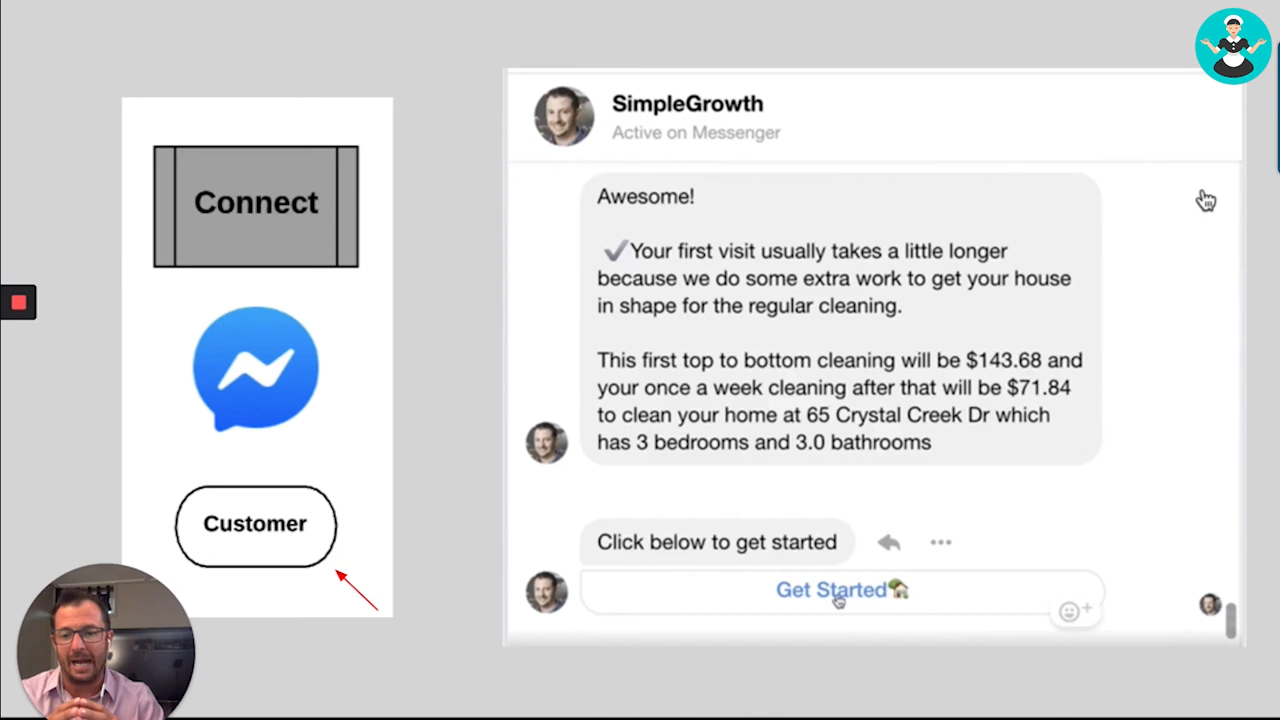 Connect
Customer
SimpleGrowth
Active on Messenger
Awesome!
✔Your first visit usually takes a little longer
because we do some extra work to get your house
in shape for the regular cleaning.
This first top to bottom cleaning will be $143.68 and
your once a week cleaning after that will be $71.84
to clean your home at 65 Crystal Creek Dr which
has 3 bedrooms and 3.0 bathrooms
Click below to get started
Get Started🏡